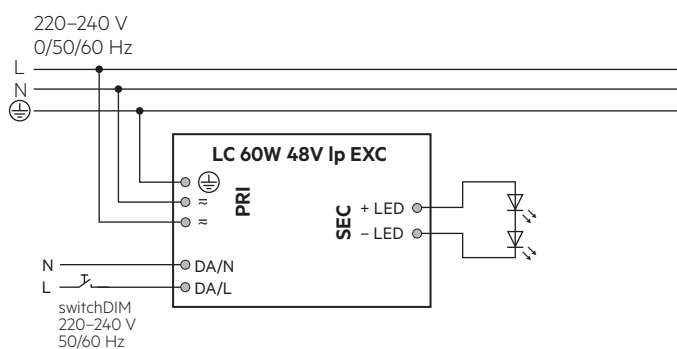 220–240 V
0/50/60 Hz
L
N
LC 60W 48V lp EXC
PRI
≂
≂
SEC
+ LED
– LED
N
DA/N
L
DA/L
switchDIM
220–240 V
50/60 Hz